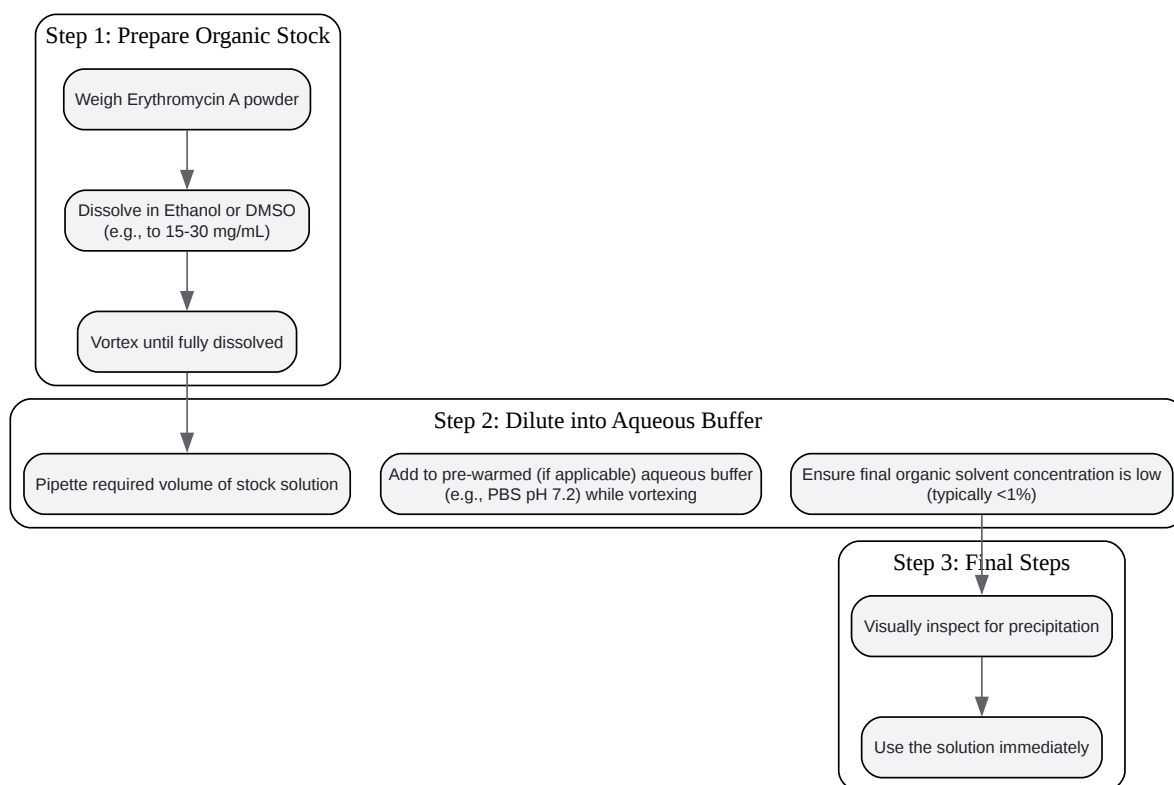 Step 1: Prepare Organic Stock
Weigh Erythromycin A powder
Dissolve in Ethanol or DMSO
(e.g., to 15-30 mg/mL)
Vortex until fully dissolved
Step 2: Dilute into Aqueous Buffer
Pipette required volume of stock solution
Add to pre-warmed (if applicable) aqueous buffer
(e.g., PBS pH 7.2) while vortexing
Ensure final organic solvent concentration is low
(typically <1%)
Step 3: Final Steps
Visually inspect for precipitation
Use the solution immediately